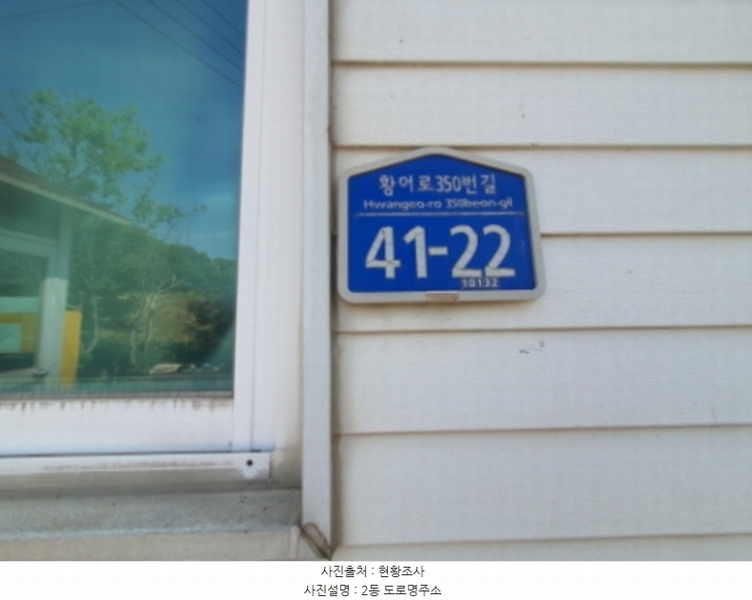 황어로350번길
Hwangeo-ro 350beon-gil
41-22
10132
사진출처 : 현황조사
사진설명 : 2동 도로명주소